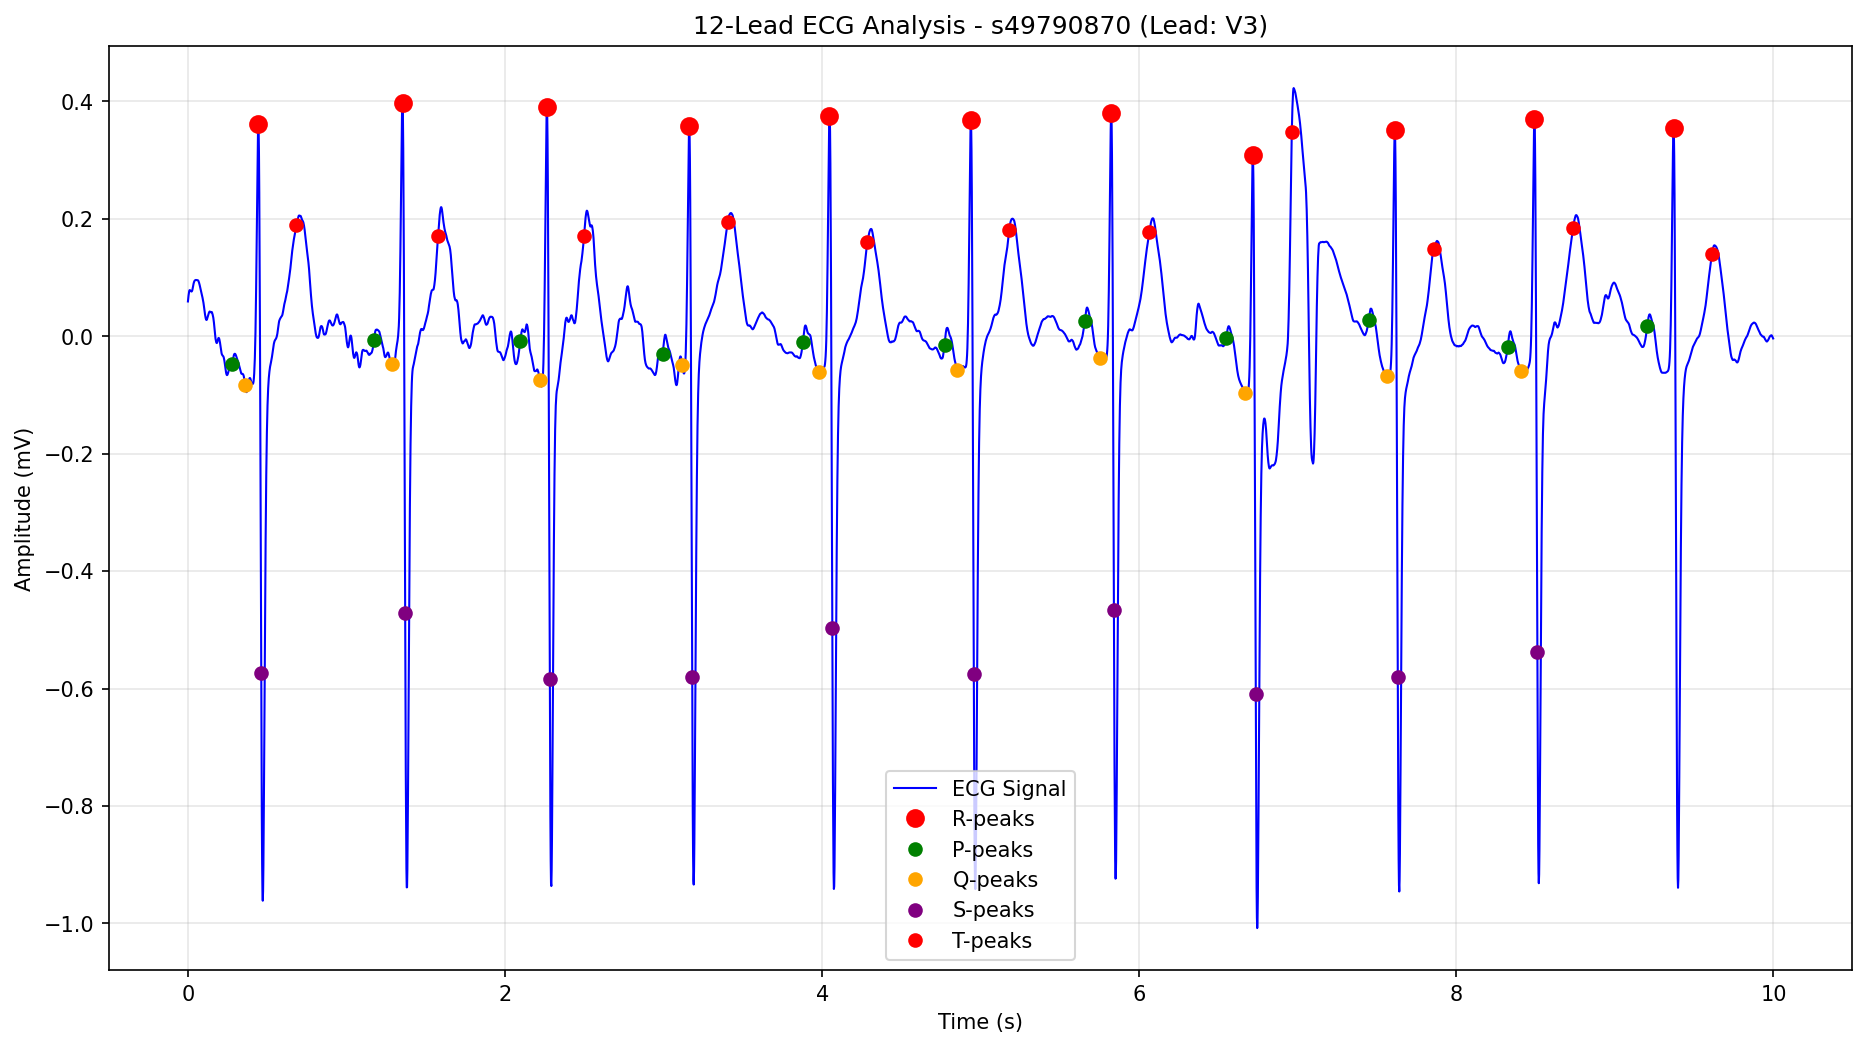 12-Lead ECG Analysis - s49790870 (Lead: V3)
0.4
0.2
0.0
−0.2
−0.4
−0.6
−0.8
−1.0
Amplitude (mV)
ECG Signal
R-peaks
P-peaks
Q-peaks
S-peaks
T-peaks
0 2 4 6 8 10
Time (s)